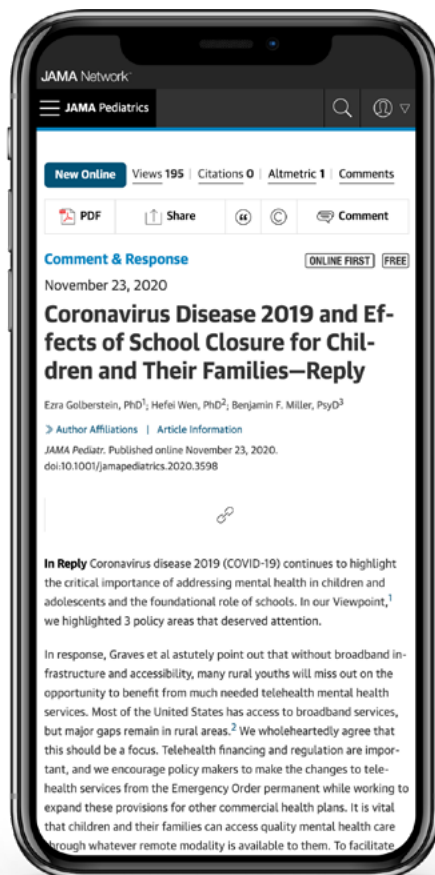 JAMA Network
JAMA Pediatrics
New Online Views 195 | Citations 0 | Altmetric 1 | Comments
PDF Share Comment
Comment & Response ONLINE FIRST FREE
November 23, 2020
Coronavirus Disease 2019 and Ef-
fects of School Closure for Chil-
dren and Their Families—Reply
Ezra Golberstein, PhD1; Hefei Wen, PhD2; Benjamin F. Miller, PsyD3
Author Affiliations | Article Information
JAMA Pediatr. Published online November 23, 2020.
doi:10.1001/jamapediatrics.2020.3598
In Reply Coronavirus disease 2019 (COVID-19) continues to highlight
the critical importance of addressing mental health in children and
adolescents and the foundational role of schools. In our Viewpoint,1
we highlighted 3 policy areas that deserved attention.
In response, Graves et al astutely point out that without broadband in-
frastructure and accessibility, many rural youths will miss out on the
opportunity to benefit from much needed telehealth mental health
services. Most of the United States has access to broadband services,
but major gaps remain in rural areas.2 We wholeheartedly agree that
this should be a focus. Telehealth financing and regulation are impor-
tant, and we encourage policy makers to make the changes to tele-
health services from the Emergency Order permanent while working to
expand these provisions for other commercial health plans. It is vital
that children and their families can access quality mental health care
through whatever remote modality is available to them. To facilitate